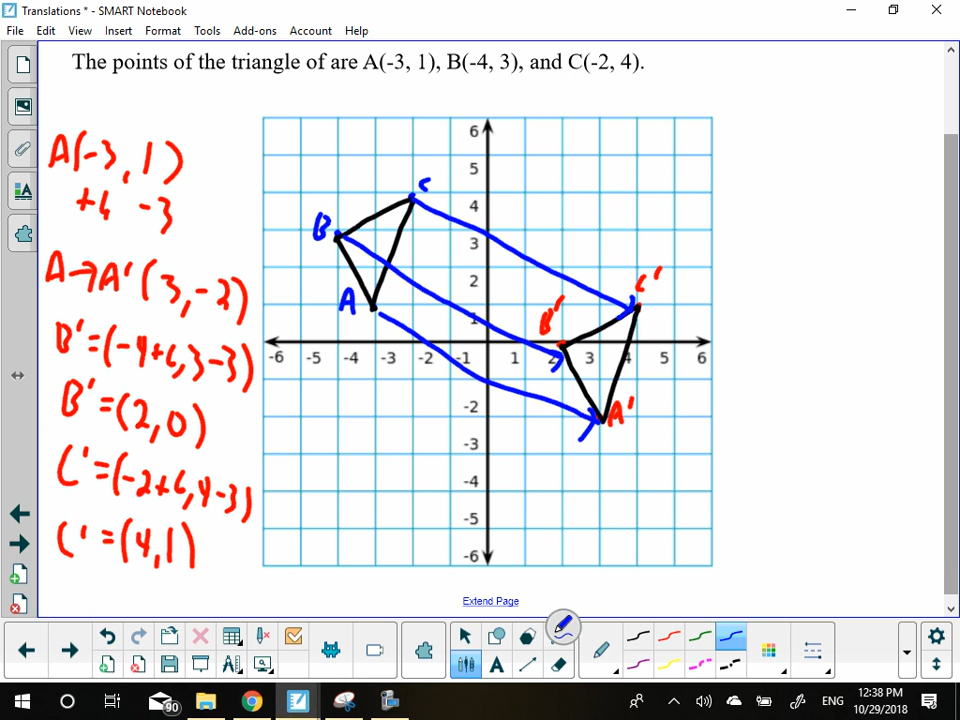 Translations * - SMART Notebook
File Edit View Insert Format Tools Add-ons Account Help
The points of the triangle of are A(-3, 1), B(-4, 3), and C(-2, 4).
A(-3, 1)
+6 -3
A→A'(3,-2)
B'=(-4+6,3-3)
B'=(2,0)
C'=(-2+6,4-3)
C'=(4,1)
6
5
C
4
B
3
2
C'
A
1
B'
-6 -5 -4 -3 -2 -1 1 2 3 4 5 6
-2
A'
-3
-4
-5
-6
Extend Page
90
ENG
12:38 PM
10/29/2018